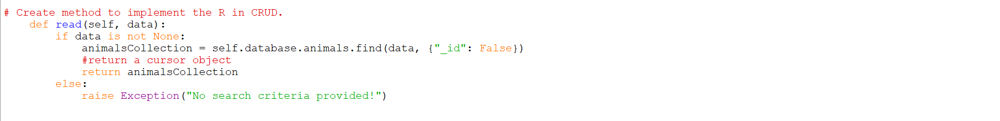 # Create method to implement the R in CRUD.
    def read(self, data):
        if data is not None:
            animalsCollection = self.database.animals.find(data, {"_id": False})
            #return a cursor object
            return animalsCollection
        else:
            raise Exception("No search criteria provided!")